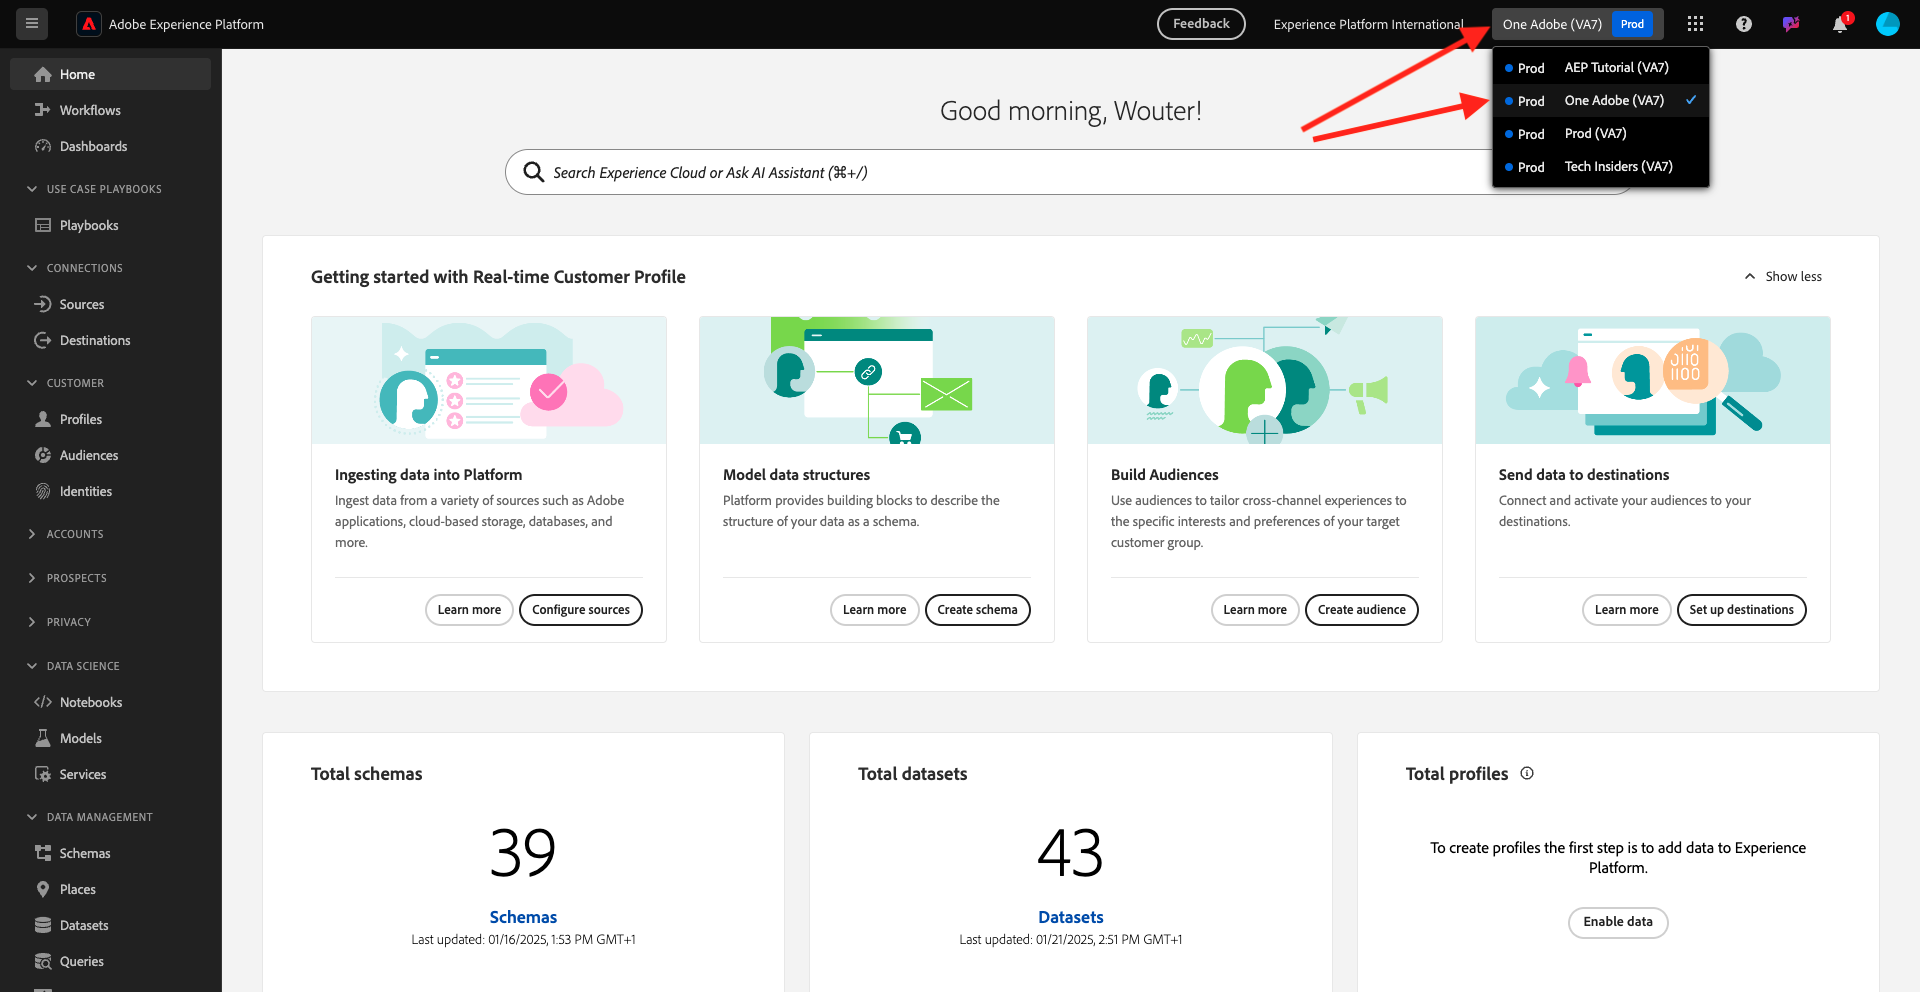 Adobe Experience Platform
Feedback
Experience Platform International
One Adobe (VA7) Prod
1
Prod AEP Tutorial (VA7)
Prod One Adobe (VA7)
Prod Prod (VA7)
Prod Tech Insiders (VA7)
Home
Workflows
Dashboards
USE CASE PLAYBOOKS
Playbooks
CONNECTIONS
Sources
Destinations
CUSTOMER
Profiles
Audiences
Identities
ACCOUNTS
PROSPECTS
PRIVACY
DATA SCIENCE
Notebooks
Models
Services
DATA MANAGEMENT
Schemas
Places
Datasets
Queries
Good morning, Wouter!
Search Experience Cloud or Ask AI Assistant (⌘+/)
Getting started with Real-time Customer Profile
Show less
Ingesting data into Platform
Ingest data from a variety of sources such as Adobe
applications, cloud-based storage, databases, and
more.
Learn more
Configure sources
Model data structures
Platform provides building blocks to describe the
structure of your data as a schema.
Learn more
Create schema
Build Audiences
Use audiences to tailor cross-channel experiences to
the specific interests and preferences of your target
customer group.
Learn more
Create audience
0110
1100
Send data to destinations
Connect and activate your audiences to your
destinations.
Learn more
Set up destinations
Total schemas
39
Schemas
Last updated: 01/16/2025, 1:53 PM GMT+1
Total datasets
43
Datasets
Last updated: 01/21/2025, 2:51 PM GMT+1
Total profiles
To create profiles the first step is to add data to Experience
Platform.
Enable data